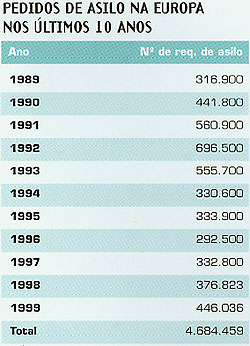 PEDIDOS DE ASILO NA EUROPA
NOS ÚLTIMOS 10 ANOS
Ano Nº de req. de asilo
1989 316.900
1990 441.800
1991 560.900
1992 696.500
1993 555.700
1994 330.600
1995 333.900
1996 292.500
1997 332.800
1998 376.823
1999 446.036
Total 4.684.459